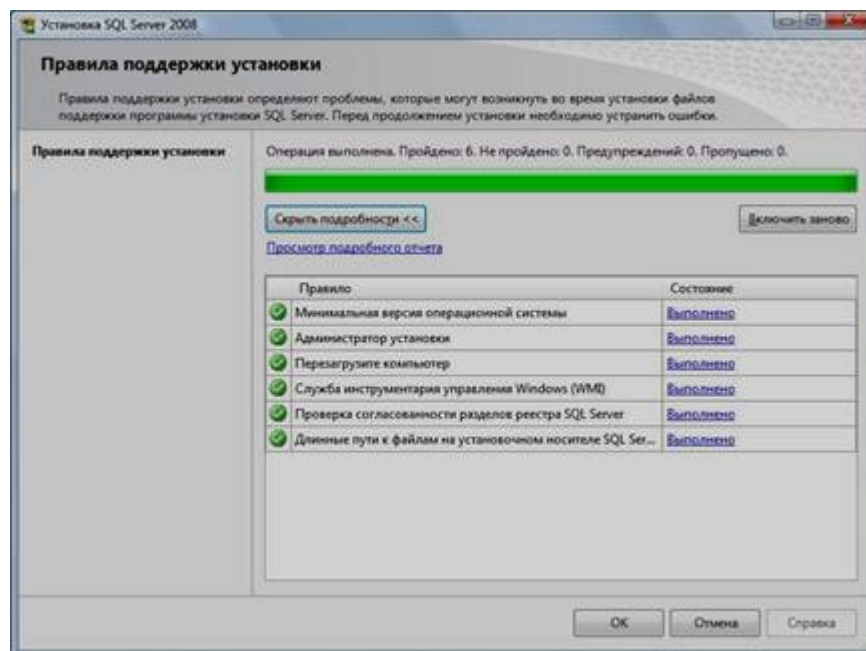 Установка SQL Server 2008
Правила поддержки установки
Правила поддержки установки определяют проблемы, которые могут возникнуть во время установки файлов
поддержки программы установки SQL Server. Перед продолжением установки необходимо устранить ошибки.
Правила поддержки установки
Операция выполнена. Пройдено: 6. Не пройдено: 0. Предупреждений: 0. Пропущено: 0.
Скрыть подробности <<
Включить заново
Просмотр подробного отчета
Правило Состояние
Минимальная версия операционной системы Выполнено
Администратор установки Выполнено
Перезагрузите компьютер Выполнено
Служба инструментария управления Windows (WMI) Выполнено
Проверка согласованности разделов реестра SQL Server Выполнено
Длинные пути к файлам на установочном носителе SQL Ser... Выполнено
ОК Отмена Справка